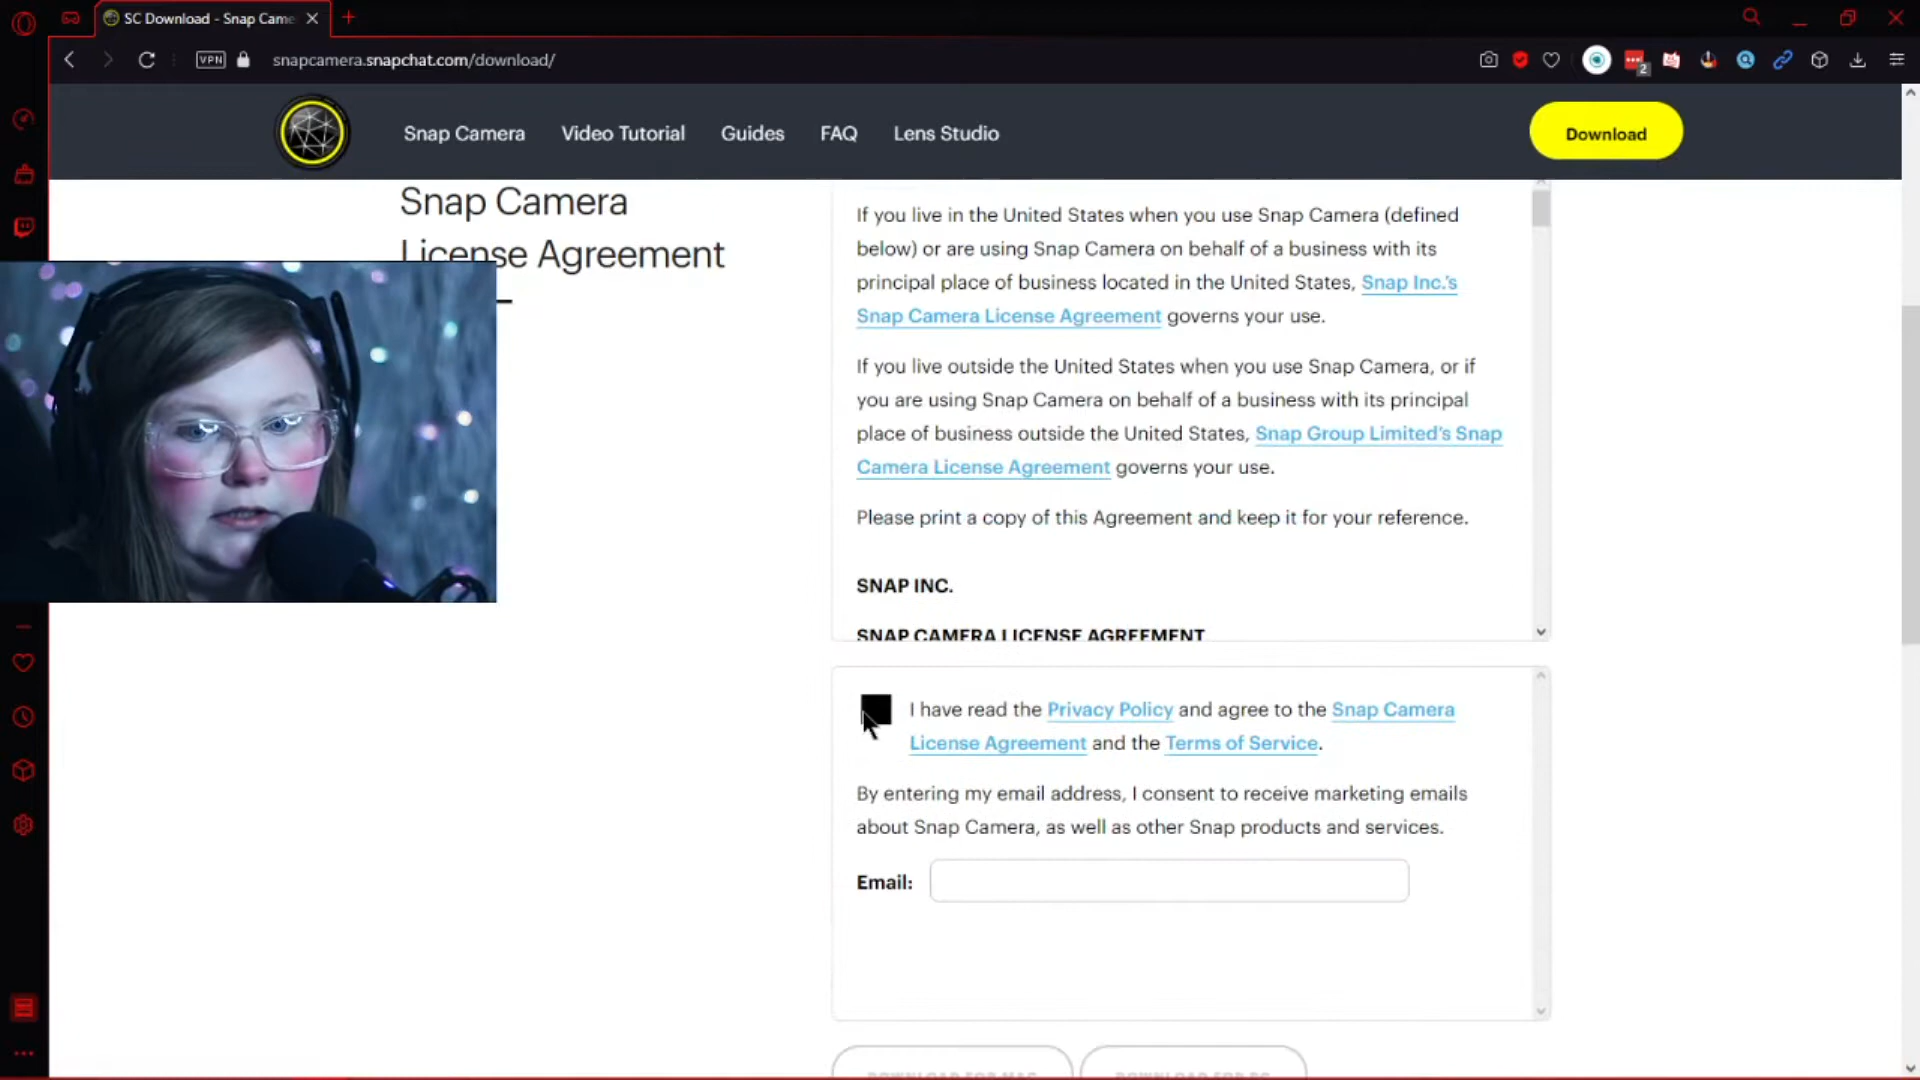 SC Download - Snap Came
VPN
snapcamera.snapchat.com/download/
2
Snap Camera
Video Tutorial
Guides
FAQ
Lens Studio
Download
Snap Camera
License Agreement
If you live in the United States when you use Snap Camera (defined
below) or are using Snap Camera on behalf of a business with its
principal place of business located in the United States, Snap Inc.'s
Snap Camera License Agreement governs your use.
If you live outside the United States when you use Snap Camera, or if
you are using Snap Camera on behalf of a business with its principal
place of business outside the United States, Snap Group Limited's Snap
Camera License Agreement governs your use.
Please print a copy of this Agreement and keep it for your reference.
SNAP INC.
SNAP CAMERA LICENSE AGREEMENT
I have read the Privacy Policy and agree to the Snap Camera
License Agreement and the Terms of Service.
By entering my email address, I consent to receive marketing emails
about Snap Camera, as well as other Snap products and services.
Email:
DOWNLOAD FOR MAC
DOWNLOAD FOR PC